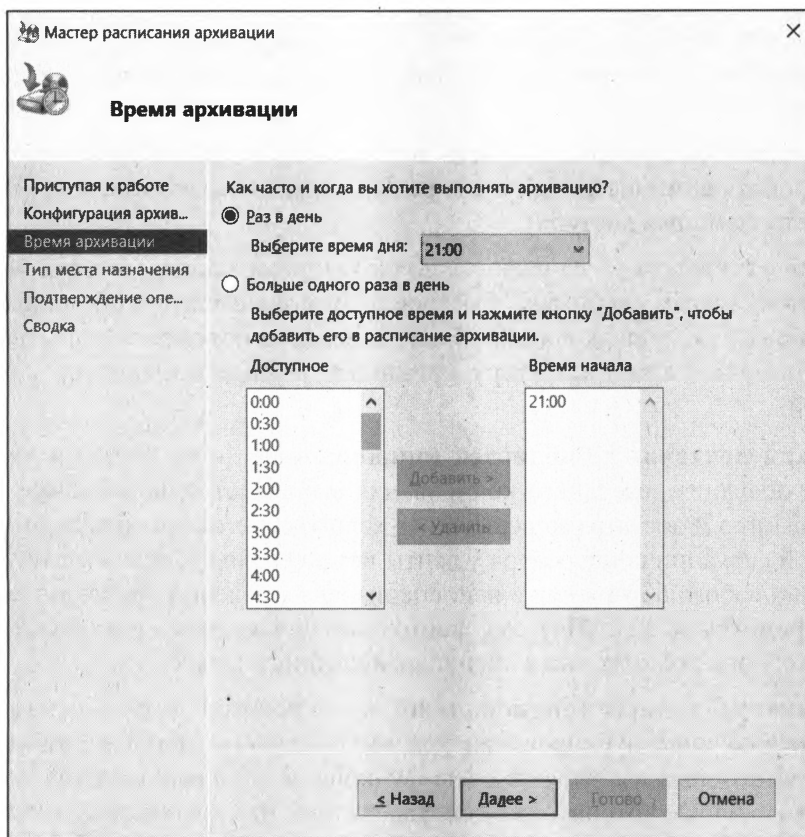 Мастер расписания архивации
Время архивации
Приступая к работе
Конфигурация архив...
Время архивации
Тип места назначения
Подтверждение опе...
Сводка
Как часто и когда вы хотите выполнять архивацию?
Раз в день
Выберите время дня: 21:00
Больше одного раза в день
Выберите доступное время и нажмите кнопку "Добавить", чтобы
добавить его в расписание архивации.
Доступное
0:00
0:30
1:00
1:30
2:00
2:30
3:00
3:30
4:00
4:30
Добавить >
< Удалить
Время начала
21:00
< Назад
Далее >
Готово
Отмена